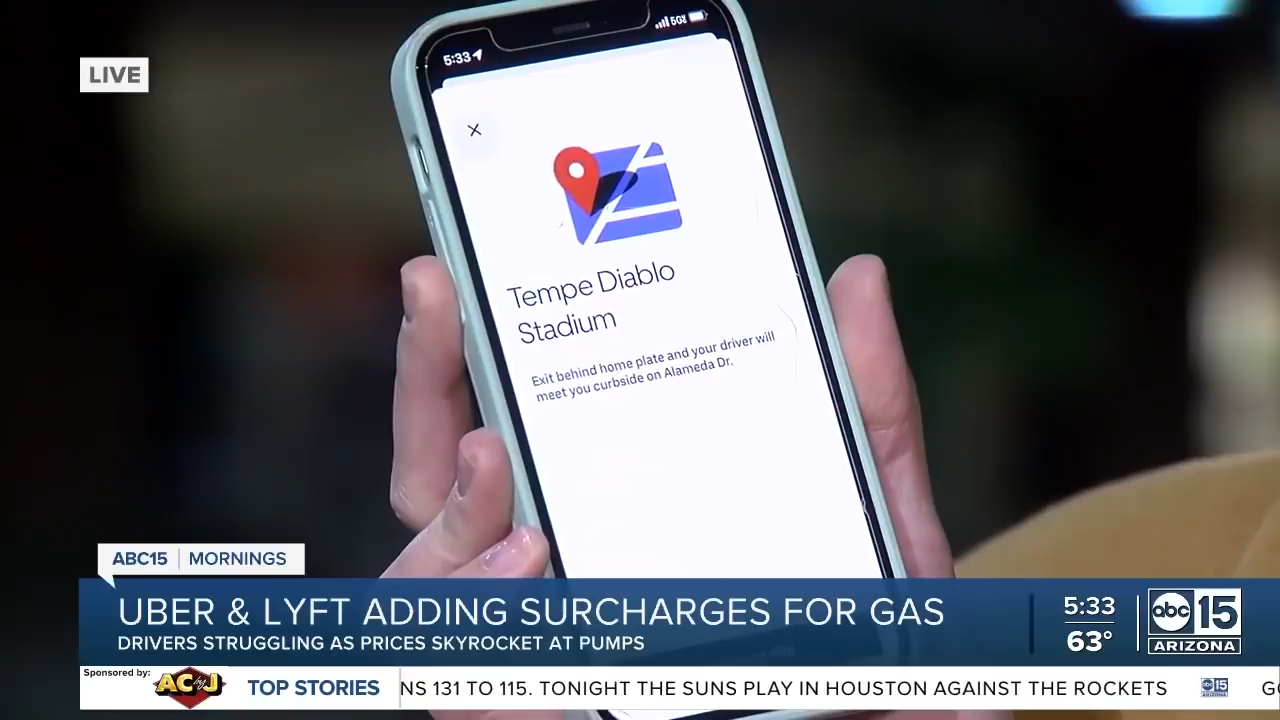 LIVE
5:33
5G
Tempe Diablo
Stadium
Exit behind home plate and your driver will
meet you curbside on Alameda Dr.
ABC15 | MORNINGS
UBER & LYFT ADDING SURCHARGES FOR GAS
DRIVERS STRUGGLING AS PRICES SKYROCKET AT PUMPS
5:33
63°
abc 15
ARIZONA
Sponsored by:
AC by J
TOP STORIES
NS 131 TO 115. TONIGHT THE SUNS PLAY IN HOUSTON AGAINST THE ROCKETS
abc 15